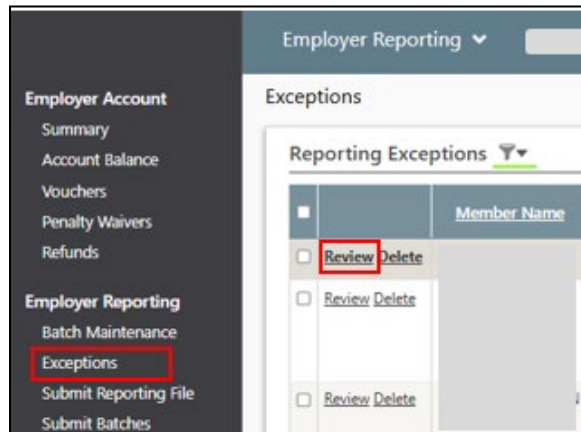 Employer Reporting
Employer Account
Summary
Account Balance
Vouchers
Penalty Waivers
Refunds
Employer Reporting
Batch Maintenance
Exceptions
Submit Reporting File
Submit Batches
Exceptions
Reporting Exceptions
Member Name
Review Delete
Review Delete
Review Delete